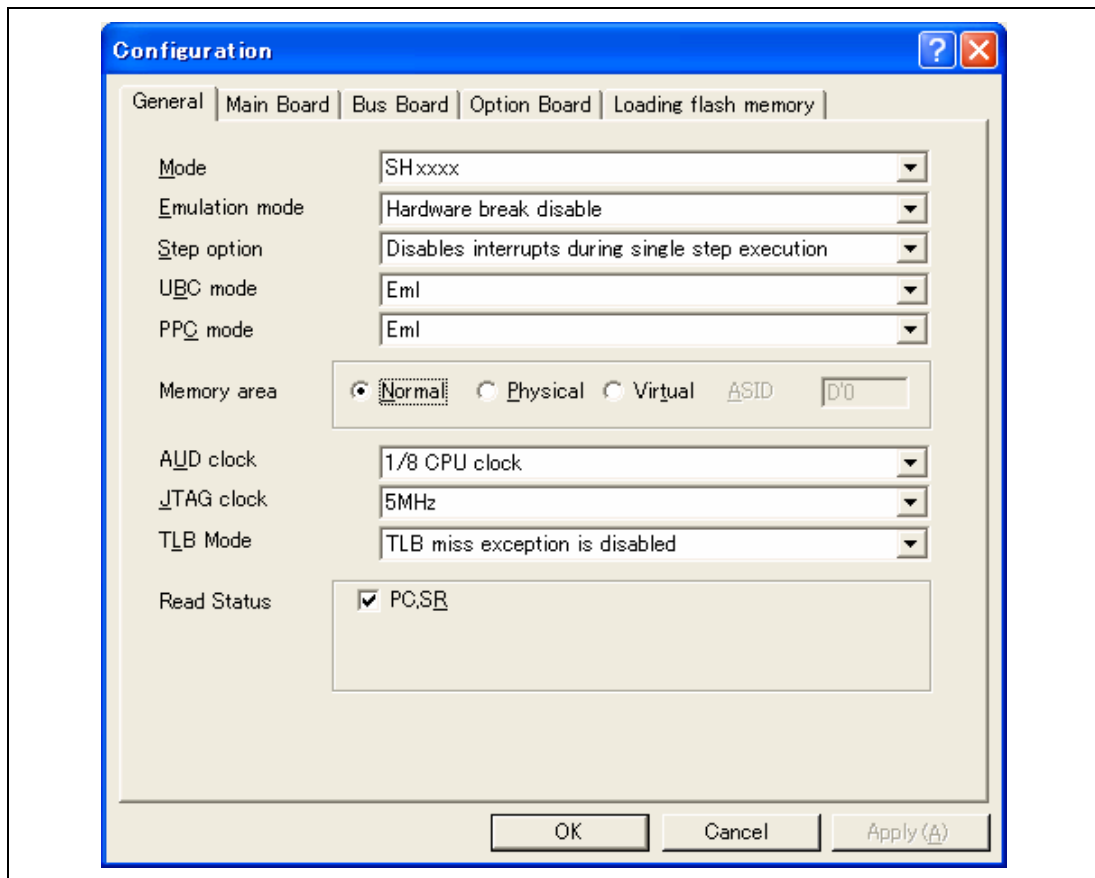 Configuration
General Main Board Bus Board Option Board Loading flash memory
Mode SHxxxx
Emulation mode Hardware break disable
Step option Disables interrupts during single step execution
UBC mode Eml
PPC mode Eml
Memory area Normal Physical Virtual ASID D'0
AUD clock 1/8 CPU clock
JTAG clock 5MHz
TLB Mode TLB miss exception is disabled
Read Status PC,SR
OK Cancel Apply(A)